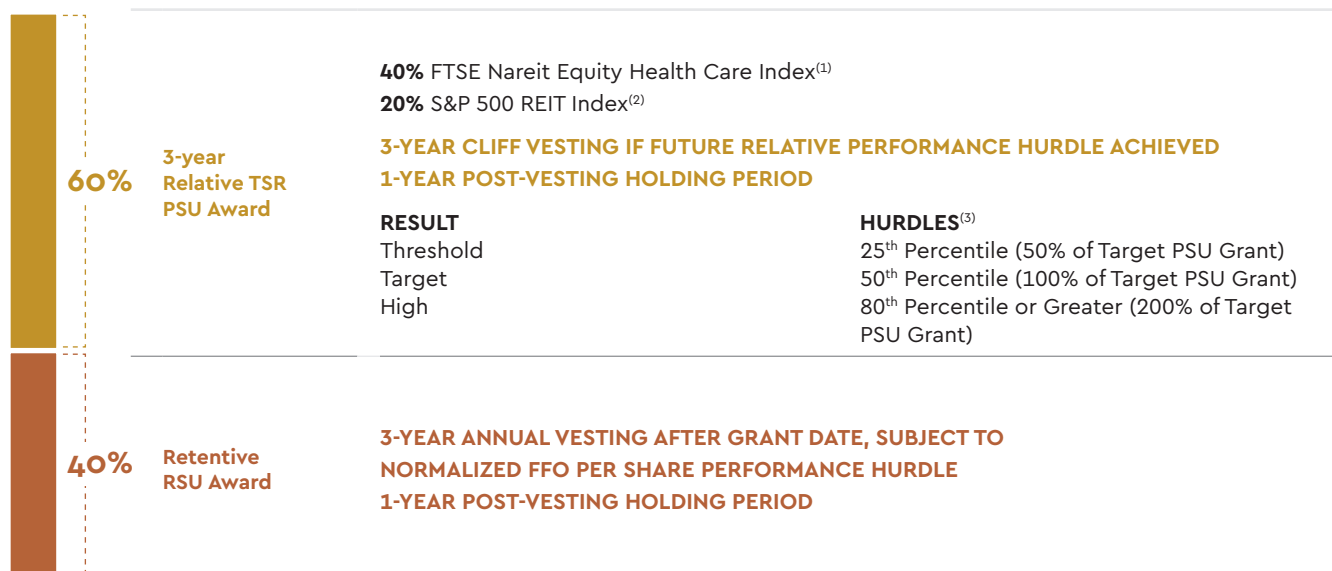 40% FTSE Nareit Equity Health Care Index(1)
20% S&P 500 REIT Index(2)
60%
3-year
Relative TSR
PSU Award
3-YEAR CLIFF VESTING IF FUTURE RELATIVE PERFORMANCE HURDLE ACHIEVED
1-YEAR POST-VESTING HOLDING PERIOD
RESULT
HURDLES(3)
Threshold
25th Percentile (50% of Target PSU Grant)
Target
50th Percentile (100% of Target PSU Grant)
High
80th Percentile or Greater (200% of Target
PSU Grant)
40%
Retentive
RSU Award
3-YEAR ANNUAL VESTING AFTER GRANT DATE, SUBJECT TO
NORMALIZED FFO PER SHARE PERFORMANCE HURDLE
1-YEAR POST-VESTING HOLDING PERIOD